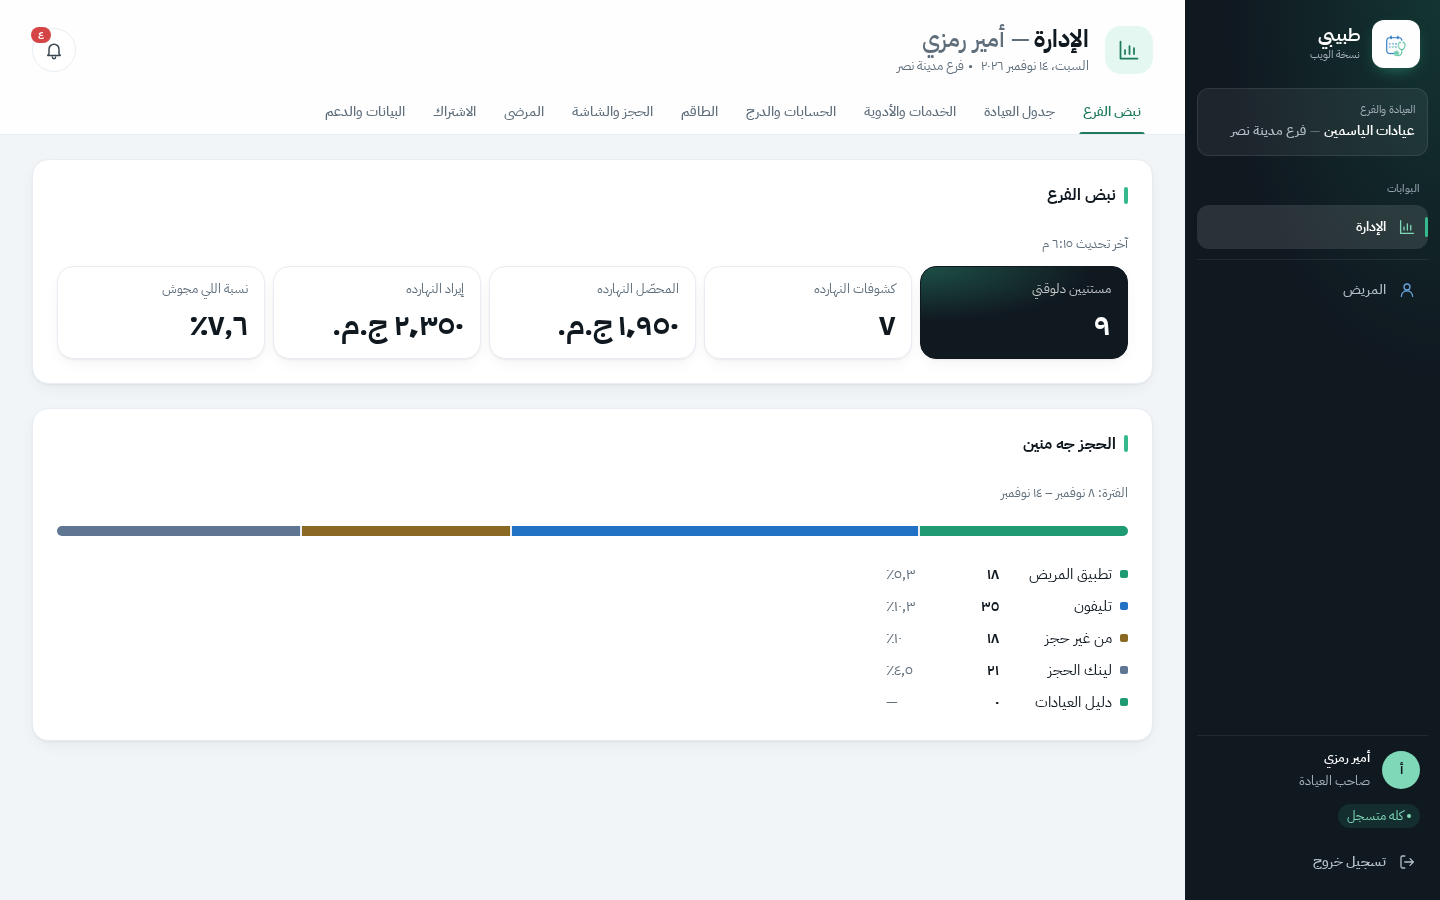 طبيبي
نسخة الويب
العيادة والفرع
عيادات الياسمين — فرع مدينة نصر
البوابات
الإدارة
المريض
أ
أمير رمزي
صاحب العيادة
• كله متسجل
تسجيل خروج
الإدارة — أمير رمزي
السبت، ١٤ نوفمبر ٢٠٢٦ • فرع مدينة نصر
٤
نبض الفرع جدول العيادة الخدمات والأدوية الحسابات والدرج الطاقم الحجز والشاشة المرضى الاشتراك البيانات والدعم
نبض الفرع
آخر تحديث ٦:١٥ م
مستنيين دلوقتي
٩
كشوفات النهارده
٧
المحصّل النهارده
١٬٩٥٠ ج.م.
إيراد النهارده
٢٬٣٥٠ ج.م.
نسبة اللي مجوش
٧٫٦٪
الحجز جه منين
الفترة: ٨ نوفمبر – ١٤ نوفمبر
تطبيق المريض ١٨ ٥٫٣٪
تليفون ٣٥ ١٠٫٣٪
من غير حجز ١٨ ١٠٪
لينك الحجز ٢١ ٤٫٥٪
دليل العيادات ٠ —